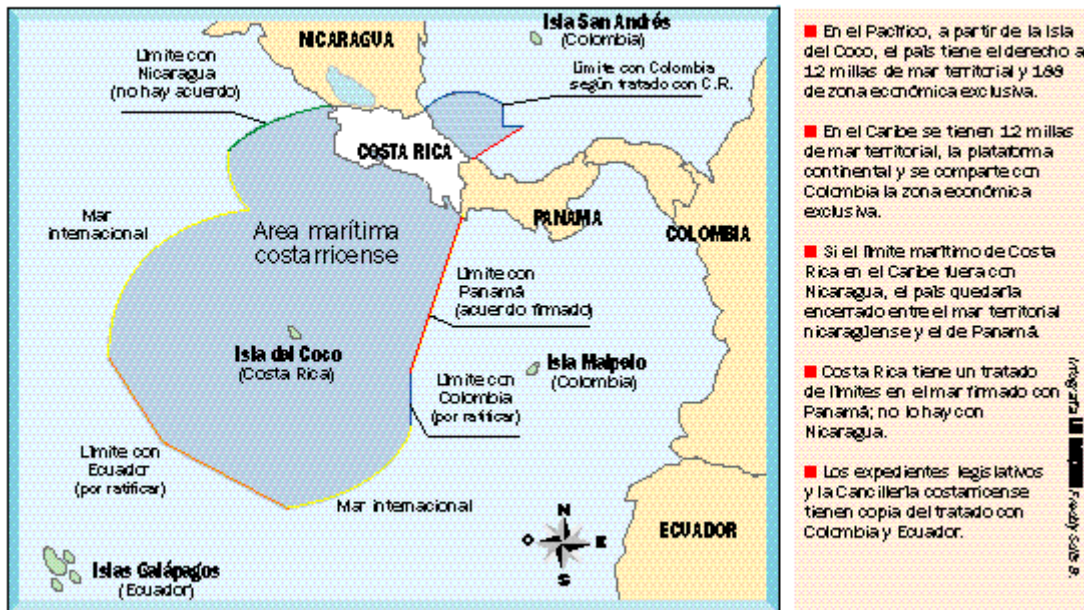 NICARAGUA
Isla San Andrés
(Colombia)
Límite con
Nicaragua
(no hay acuerdo)
Límite con Colombia
según tratado con C.R.
COSTA RICA
PANAMA
COLOMBIA
Mar
internacional
Area marítima
costarricense
Límite con
Panamá
(acuerdo firmado)
Isla del Coco
(Costa Rica)
Isla Malpelo
(Colombia)
Límite con
Colombia
(por ratificar)
Límite con
Ecuador
(por ratificar)
Mar internacional
N
O
E
S
ECUADOR
Islas Galápagos
(Ecuador)
En el Pacífico, a partir de la Isla
del Coco, el país tiene el derecho a
12 millas de mar territorial y 188
de zona económica exclusiva.
En el Caribe se tienen 12 millas
de mar territorial, la plataforma
continental y se comparte con
Colombia la zona económica
exclusiva.
Si el límite marítimo de Costa
Rica en el Caribe fuera con
Nicaragua, el país quedaría
encerrado entre el mar territorial
nicaragüense y el de Panamá.
Costa Rica tiene un tratado
de límites en el mar firmado con
Panamá; no lo hay con
Nicaragua.
Los expedientes legislativos
y la Cancillería costarricense
tienen copia del tratado con
Colombia y Ecuador.